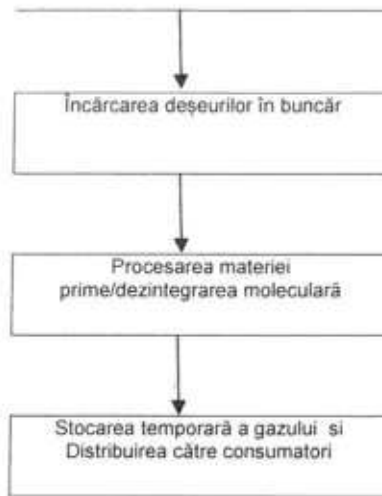 Încărcarea deșeurilor în buncăr
Procesarea materiei
prime/dezintegrarea moleculară
Stocarea temporară a gazului si
Distribuirea către consumatori